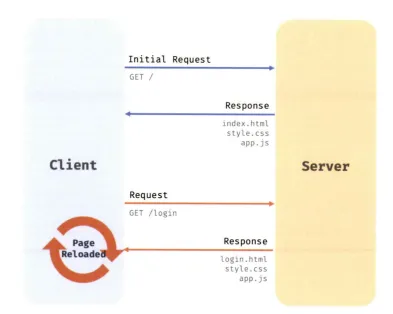 Initial Request
GET /
Response
index.html
style.css
app.js
Client
Server
Request
GET /login
Page
Reloaded
Response
login.html
style.css
app.js